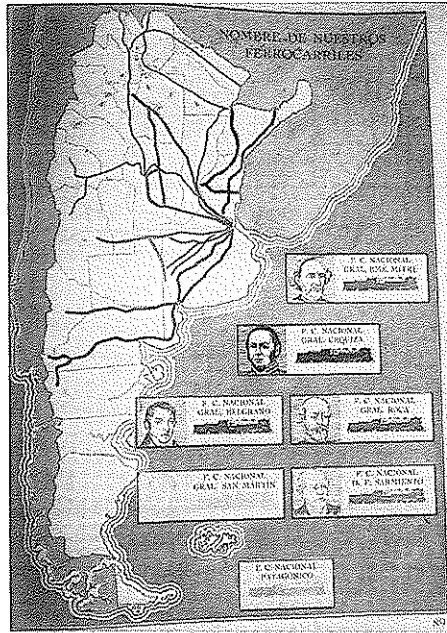 NOMBRE DE NUESTROS
FERROCARRILES
F. C. NACIONAL
GRAL. BME. MITRE
F. C. NACIONAL
GRAL. URQUIZA
F. C. NACIONAL
GRAL. BELGRANO
F. C. NACIONAL
GRAL. ROCA
F. C. NACIONAL
GRAL. SAN MARTIN
F. C. NACIONAL
D. F. SARMIENTO
F. C. NACIONAL
PATAGONICO